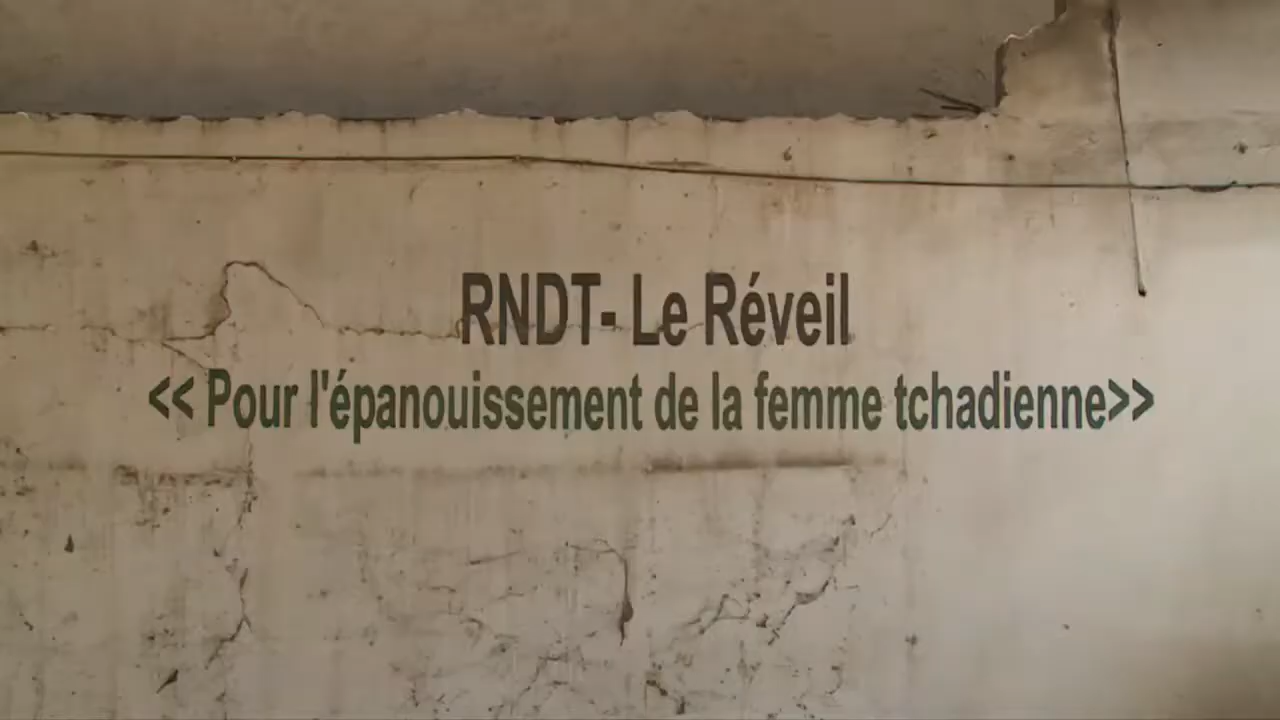 RNDT- Le Réveil
<< Pour l'épanouissement de la femme tchadienne>>